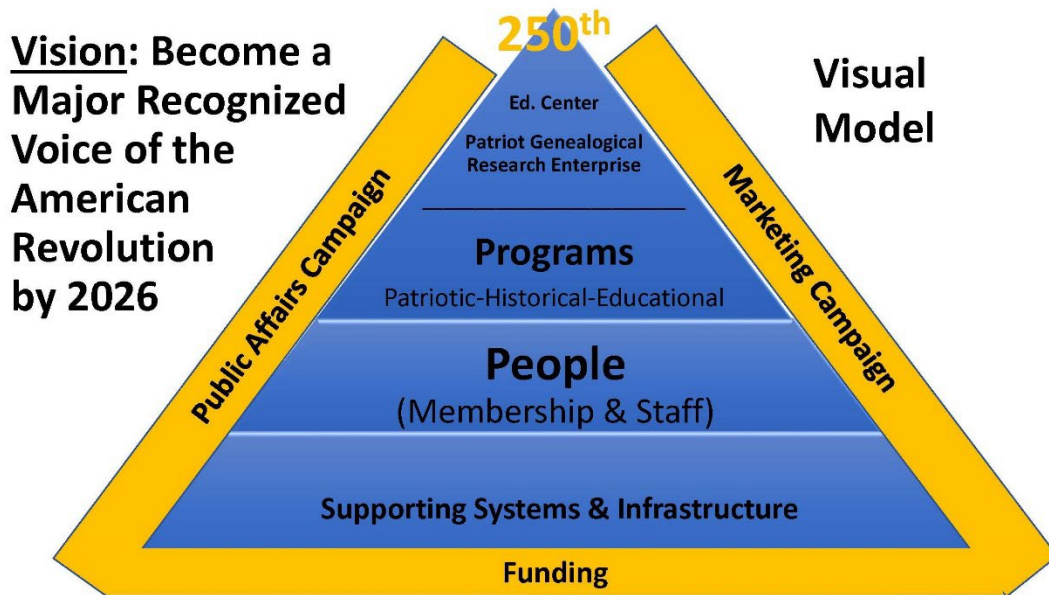 Vision: Become a
Major Recognized
Voice of the
American
Revolution
by 2026
Visual
Model
250th
Ed. Center
Patriot Genealogical
Research Enterprise
Programs
Patriotic-Historical-Educational
People
(Membership & Staff)
Supporting Systems & Infrastructure
Public Affairs Campaign
Marketing Campaign
Funding